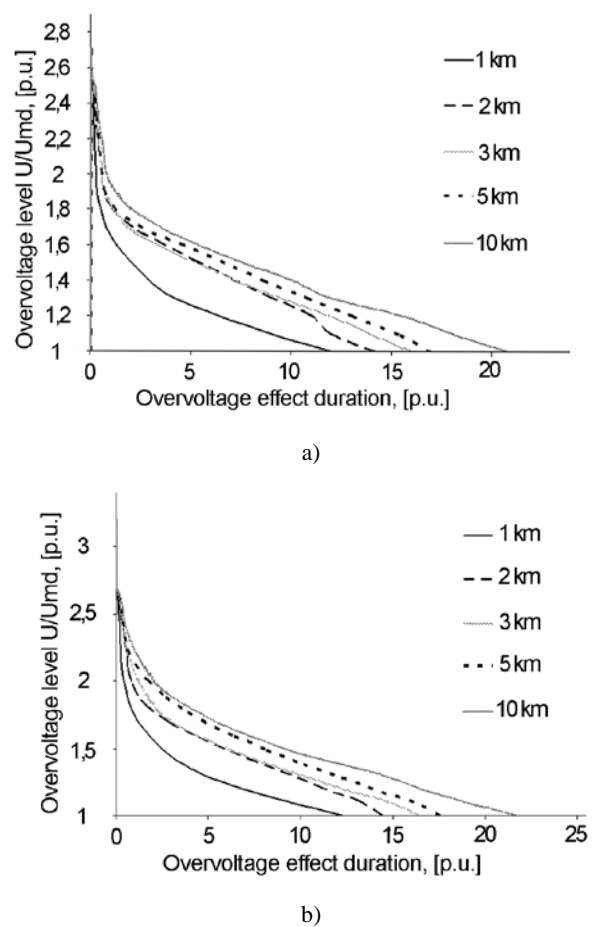 2,8
2,6
2,4
2,2
2
1,8
1,6
1,4
1,2
1
Overvoltage level U/Umd, [p.u.]
1 km
2 km
3 km
5 km
10 km
0 5 10 15 20
Overvoltage effect duration, [p.u.]
a)
3
2,5
2
1,5
1
Overvoltage level U/Umd, [p.u.]
1 km
2 km
3 km
5 km
10 km
0 5 10 15 20 25
Overvoltage effect duration, [p.u.]
b)